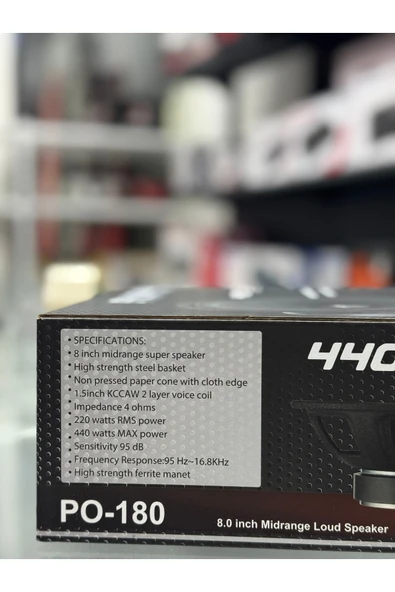 • SPECIFICATIONS:
• 8 inch midrange super speaker
• High strength steel basket
• Non pressed paper cone with cloth edge
• 1.5inch KCCAW 2 layer voice coil
• Impedance 4 ohms
• 220 watts RMS power
• 440 watts MAX power
• Sensitivity 95 dB
• Frequency Response:95 Hz~16.8KHz
• High strength ferrite manet
440
PO-180
8.0 inch Midrange Loud Speaker